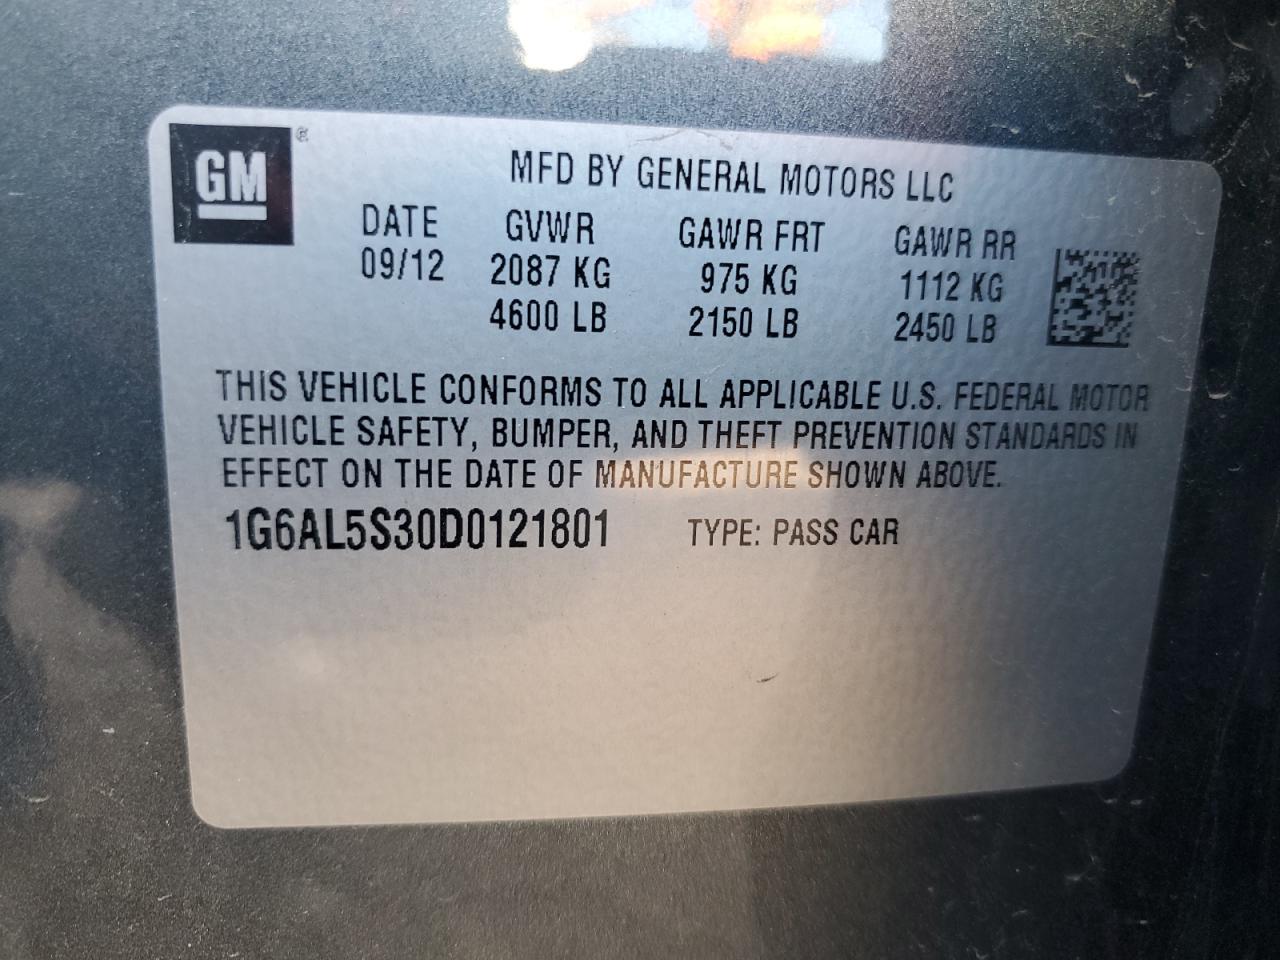 GM ®
MFD BY GENERAL MOTORS LLC
DATE GVWR GAWR FRT GAWR RR
09/12 2087 KG 975 KG 1112 KG
4600 LB 2150 LB 2450 LB
THIS VEHICLE CONFORMS TO ALL APPLICABLE U.S. FEDERAL MOTOR
VEHICLE SAFETY, BUMPER, AND THEFT PREVENTION STANDARDS IN
EFFECT ON THE DATE OF MANUFACTURE SHOWN ABOVE.
1G6AL5S30D0121801 TYPE: PASS CAR